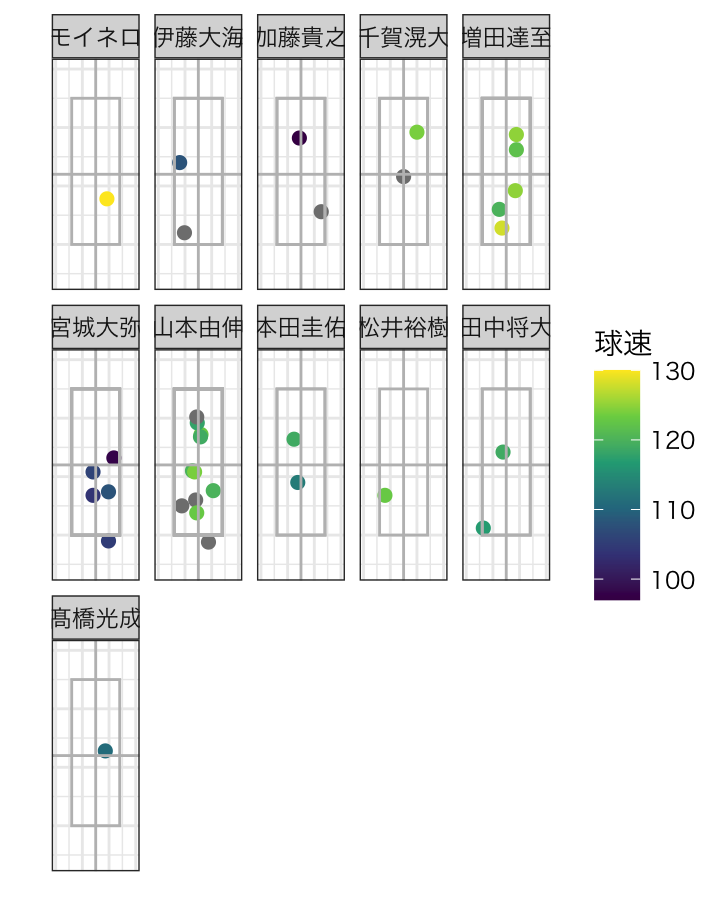 モイネロ
伊藤大海
加藤貴之
千賀滉大
増田達至
宮城大弥
山本由伸
本田圭佑
松井裕樹
田中将大
髙橋光成
球速
130
120
110
100